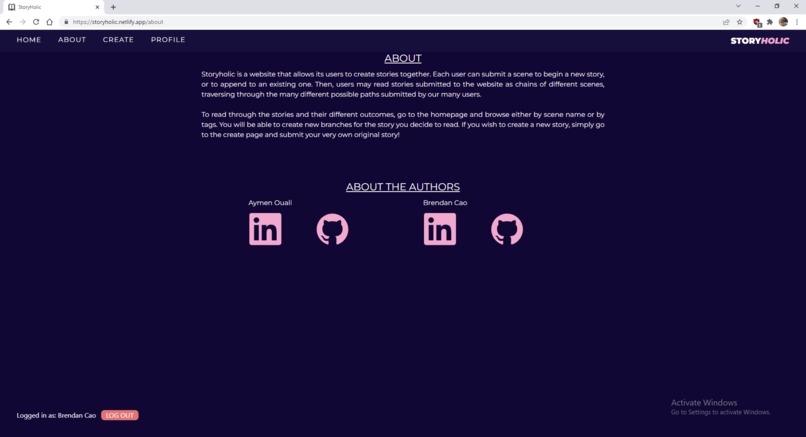 StoryHolic
https://storyholic.netlify.app/about
HOME ABOUT CREATE PROFILE STORYHOLIC
ABOUT
Storyholic is a website that allows its users to create stories together. Each user can submit a scene to begin a new story,
or to append to an existing one. Then, users may read stories submitted to the website as chains of different scenes,
traversing through the many different possible paths submitted by our many users.
To read through the stories and their different outcomes, go to the homepage and browse either by scene name or by
tags. You will be able to create new branches for the story you decide to read. If you wish to create a new story, simply go
to the create page and submit your very own original story!
ABOUT THE AUTHORS
Aymen Ouali Brendan Cao
in in
Logged in as: Brendan Cao LOG OUT
Activate Windows
Go to Settings to activate Windows.